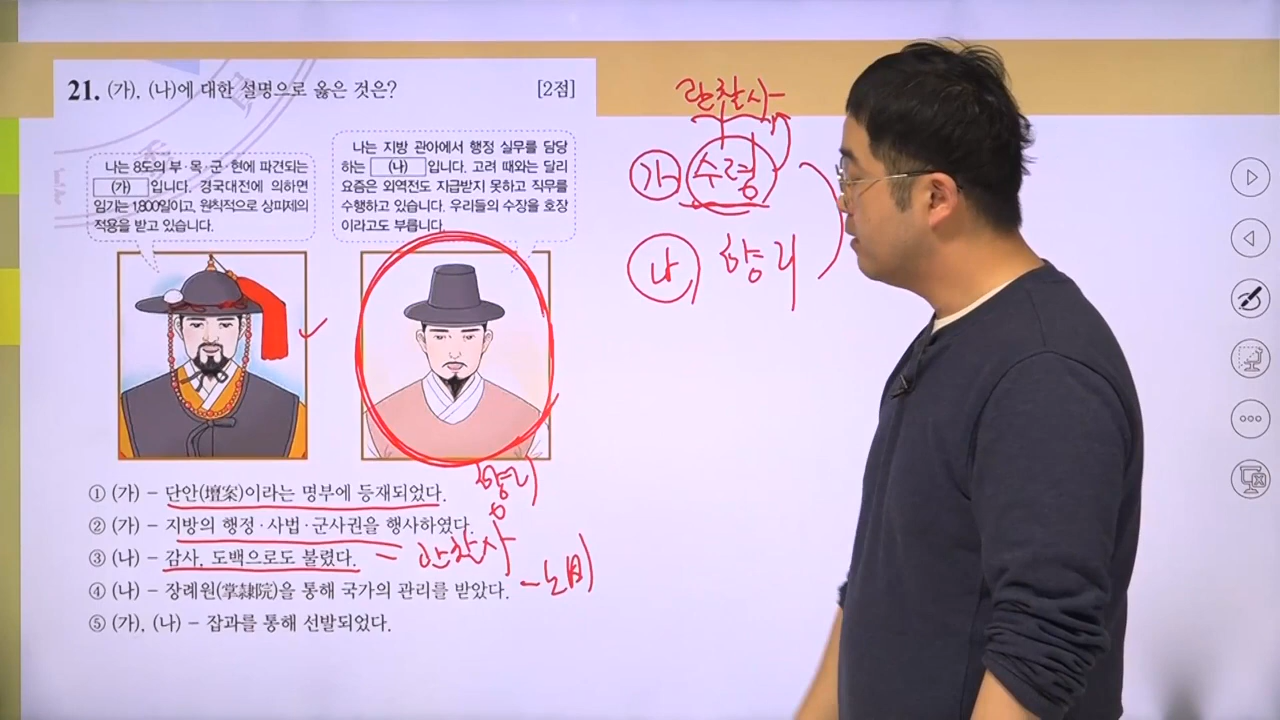 21. (가), (나)에 대한 설명으로 옳은 것은? [2점]
나는 8도의 부·목·군·현에 파견되는
(가) 입니다. 경국대전에 의하면
임기는 1,800일이고, 원칙적으로 상피제의
적용을 받고 있습니다.
나는 지방 관아에서 행정 실무를 담당
하는 (나) 입니다. 고려 때와는 달리
요즘은 외역전도 지급받지 못하고 직무를
수행하고 있습니다. 우리들의 수장을 호장
이라고도 부릅니다.
① (가) - 단안(壇案)이라는 명부에 등재되었다.
향리
② (가) - 지방의 행정·사법·군사권을 행사하였다.
③ (나) - 감사, 도백으로도 불렸다. - 관찰사
④ (나) - 장례원(掌隷院)을 통해 국가의 관리를 받았다. - 노비
⑤ (가), (나) - 잡과를 통해 선발되었다.
관찰사
가 수령
나 향리